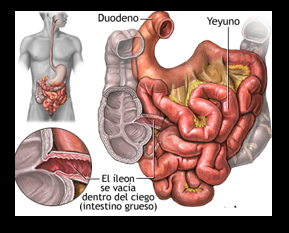 Duodeno
Yeyuno
El íleon
se vacía
dentro del ciego
(intestino grueso)